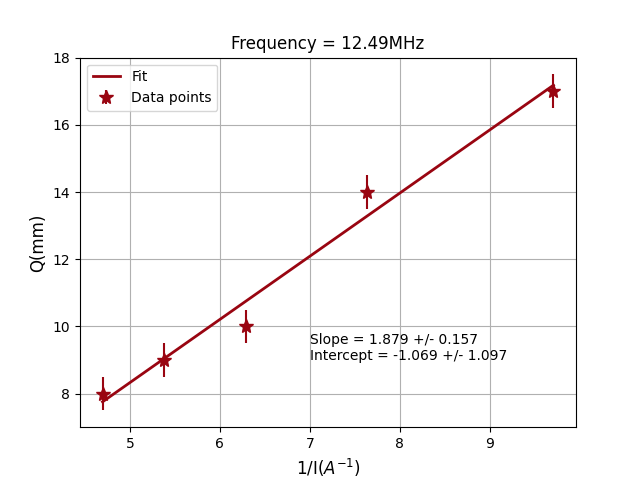 Frequency = 12.49MHz
18
16
14
12
10
8
Q(mm)
Fit
Data points
Slope = 1.879 +/- 0.157
Intercept = -1.069 +/- 1.097
5 6 7 8 9
1/I(A⁻¹)